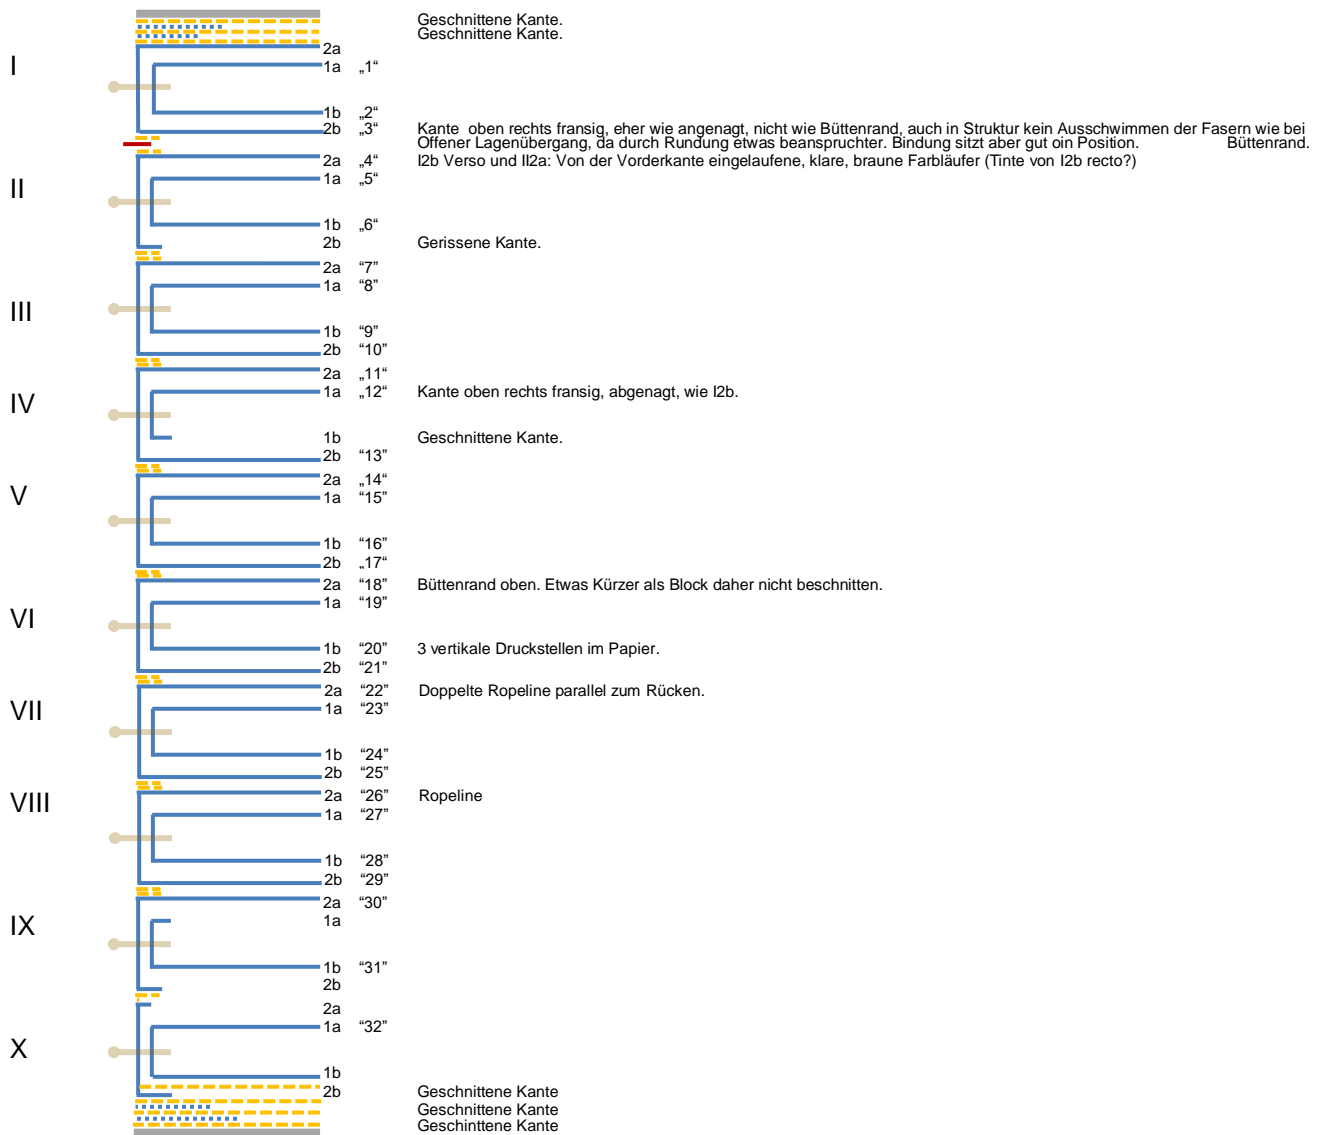 Geschnittene Kante.
Geschnittene Kante.
I
2a
1a „1“
1b „2“
2b „3“ Kante oben rechts fransig, eher wie angenagt, nicht wie Büttenrand, auch in Struktur kein Ausschwimmen der Fasern wie bei Büttenrand.
Offener Lagenübergang, da durch Rundung etwas beanspruchter. Bindung sitzt aber gut oin Position.
II
2a „4“ I2b Verso und II2a: Von der Vorderkante eingelaufene, klare, braune Farbläufer (Tinte von I2b recto?)
1a „5“
1b „6“
2b Gerissene Kante.
III
2a “7”
1a “8”
1b “9”
2b “10”
IV
2a „11“
1a „12“ Kante oben rechts fransig, abgenagt, wie I2b.
1b Geschnittene Kante.
2b “13”
V
2a „14“
1a “15”
1b “16”
2b „17“
VI
2a “18” Büttenrand oben. Etwas Kürzer als Block daher nicht beschnitten.
1a “19”
1b “20” 3 vertikale Druckstellen im Papier.
2b “21”
VII
2a “22” Doppelte Ropeline parallel zum Rücken.
1a “23”
1b “24”
2b “25”
VIII
2a “26” Ropeline
1a “27”
1b “28”
2b “29”
IX
2a “30”
1a
1b “31”
2b
X
2a
1a “32”
1b
2b Geschnittene Kante
Geschnittene Kante
Geschinttene Kante